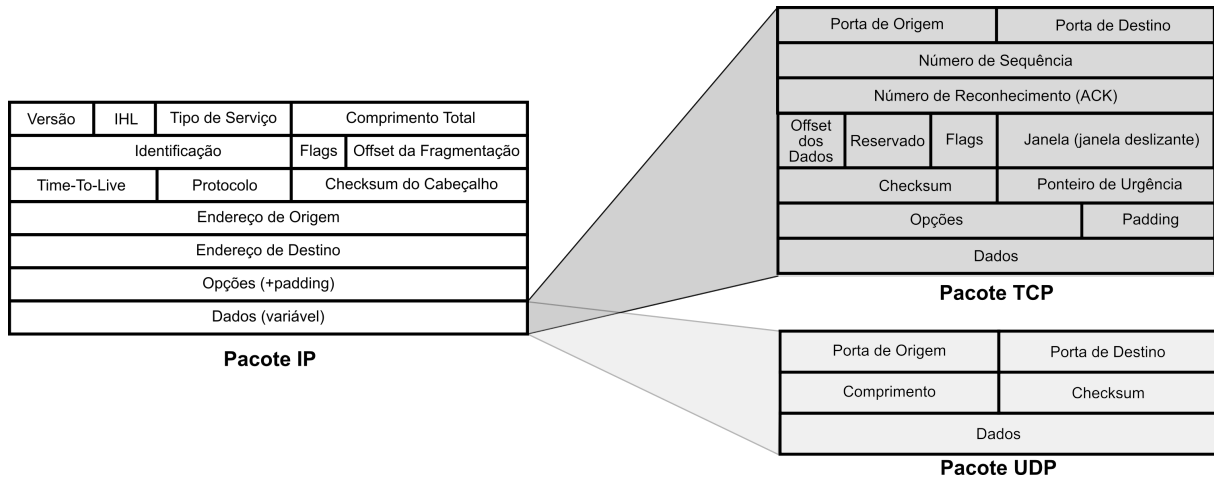 Versão IHL Tipo de Serviço Comprimento Total
Identificação Flags Offset da Fragmentação
Time-To-Live Protocolo Checksum do Cabeçalho
Endereço de Origem
Endereço de Destino
Opções (+padding)
Dados (variável)
Pacote IP
Porta de Origem Porta de Destino
Número de Sequência
Número de Reconhecimento (ACK)
Offset
dos
Dados
Reservado Flags Janela (janela deslizante)
Checksum Ponteiro de Urgência
Opções Padding
Dados
Pacote TCP
Porta de Origem Porta de Destino
Comprimento Checksum
Dados
Pacote UDP